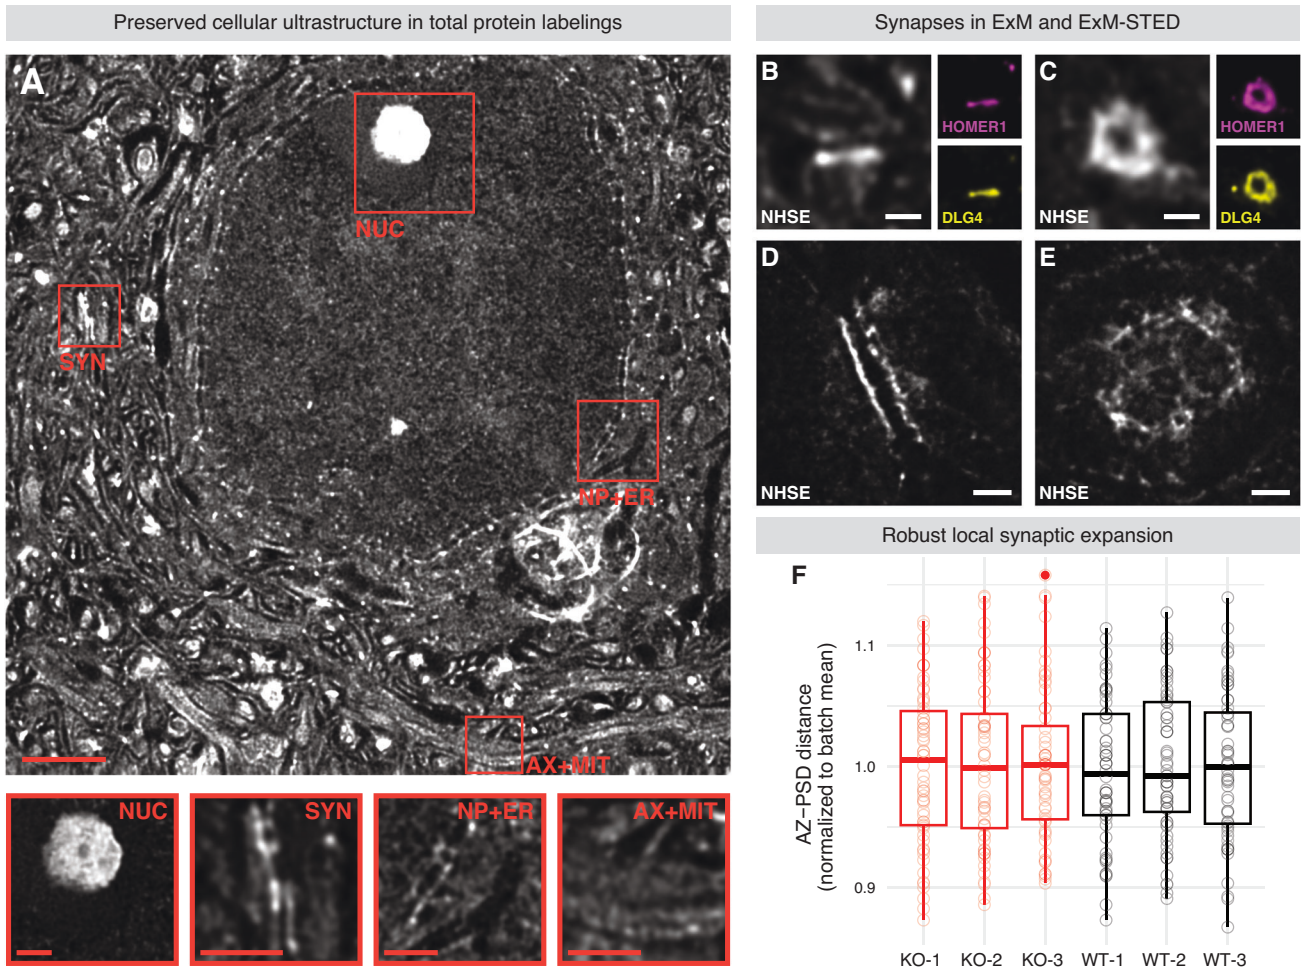 Preserved cellular ultrastructure in total protein labelings
A
NUC
SYN
NP+ER
AX+MIT
NUC
SYN
NP+ER
AX+MIT
Synapses in ExM and ExM-STED
B
NHSE
HOMER1
DLG4
C
NHSE
HOMER1
DLG4
D
NHSE
E
NHSE
Robust local synaptic expansion
F
AZ–PSD distance
(normalized to batch mean)
1.1
1.0
0.9
KO-1 KO-2 KO-3 WT-1 WT-2 WT-3